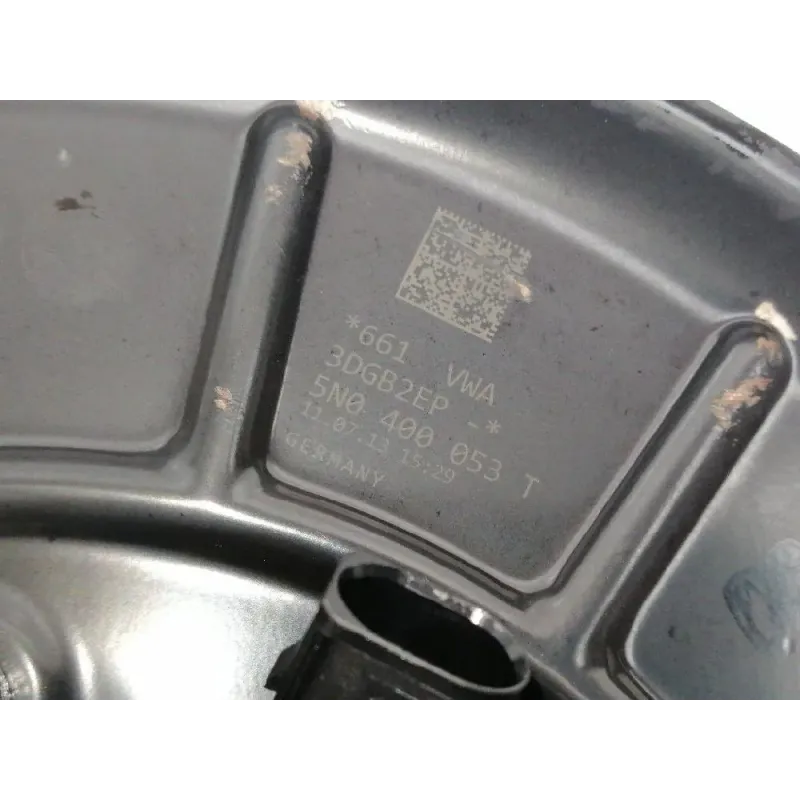 *661 VWA
3DGB2EP -*
5N0 400 053 T
11.07.13 15:29
GERMANY